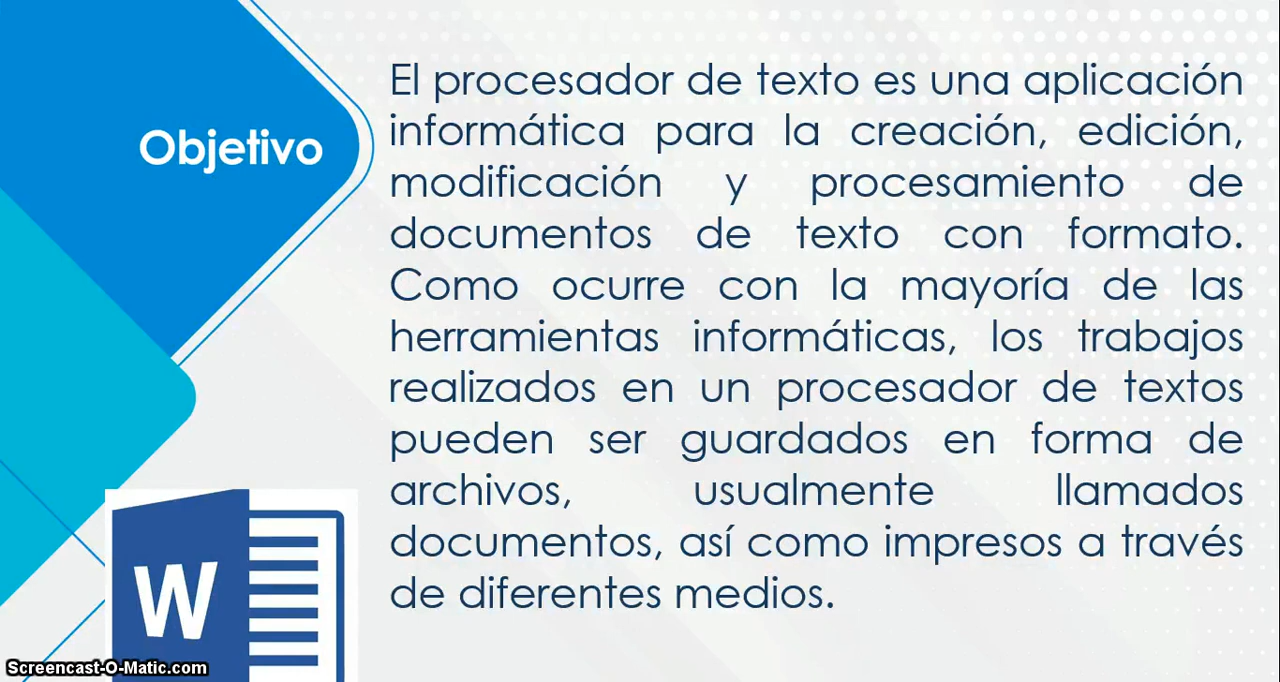 Objetivo
El procesador de texto es una aplicación
informática para la creación, edición,
modificación y procesamiento de
documentos de texto con formato.
Como ocurre con la mayoría de las
herramientas informáticas, los trabajos
realizados en un procesador de textos
pueden ser guardados en forma de
archivos, usualmente llamados
documentos, así como impresos a través
de diferentes medios.
W
Screencast-O-Matic.com